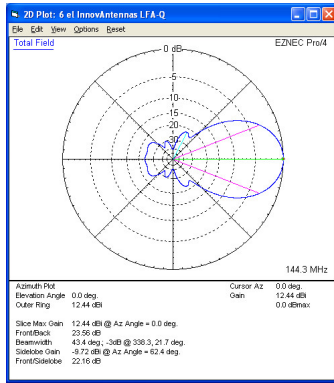 2D Plot: 6 el InnovAntennas LFA-Q
File Edit View Options Reset
Total Field
EZNEC Pro/4
0 dB
-5
-10
-15
-20
-30
144.3 MHz
Azimuth Plot
Elevation Angle 0.0 deg.
Outer Ring 12.44 dBi
Cursor Az 0.0 deg.
Gain 12.44 dBi
0.0 dBmax
Slice Max Gain 12.44 dBi @ Az Angle = 0.0 deg.
Front/Back 23.56 dB
Beamwidth 43.4 deg.; -3dB @ 338.3, 21.7 deg.
Sidelobe Gain -9.72 dBi @ Az Angle = 62.4 deg.
Front/Sidelobe 22.16 dB